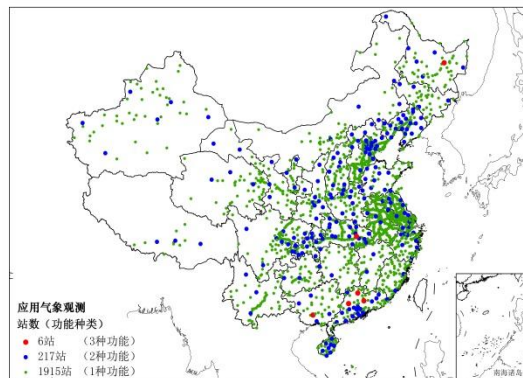 应用气象观测
站数（功能种类）
6站 （3种功能）
217站 （2种功能）
1915站 （1种功能）
南海诸岛